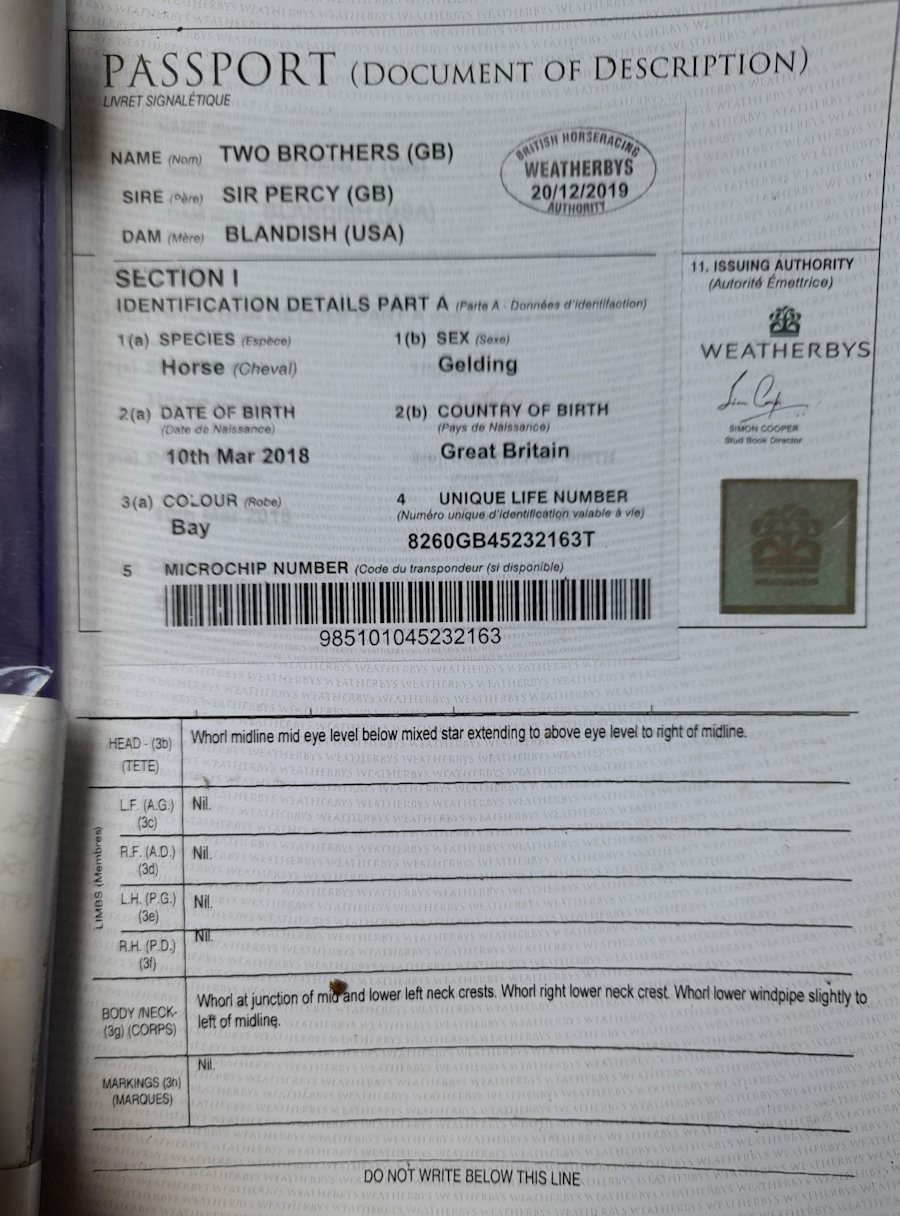 PASSPORT (DOCUMENT OF DESCRIPTION)
LIVRET SIGNALÉTIQUE
NAME (Nom) TWO BROTHERS (GB)
SIRE (Père) SIR PERCY (GB)
DAM (Mère) BLANDISH (USA)
BRITISH HORSERACING
WEATHERBYS
20/12/2019
AUTHORITY
SECTION I
IDENTIFICATION DETAILS PART A (Parte A - Données d'identifaction)
1(a) SPECIES (Espèce)
Horse (Cheval)
1(b) SEX (Sexe)
Gelding
2(a) DATE OF BIRTH
(Date de Naissance)
10th Mar 2018
2(b) COUNTRY OF BIRTH
(Pays de Naissance)
Great Britain
3(a) COLOUR (Robe)
Bay
4 UNIQUE LIFE NUMBER
(Numéro unique d'identification valable à vie)
8260GB45232163T
5 MICROCHIP NUMBER (Code du transpondeur (si disponible)
985101045232163
11. ISSUING AUTHORITY
(Autorité Émettrice)
WEATHERBYS
SIMON COOPER
Stud Book Director
WEATHERBYS
HEAD - (3b)
(TETE)
Whorl midline mid eye level below mixed star extending to above eye level to right of midline.
LIMBS (Membres)
L.F. (A.G.)
(3c)
Nil.
R.F. (A.D.)
(3d)
Nil.
L.H. (P.G.)
(3e)
Nil.
R.H. (P.D.)
(3f)
Nil.
BODY /NECK-
(3g) (CORPS)
Whorl at junction of mid and lower left neck crests. Whorl right lower neck crest. Whorl lower windpipe slightly to
left of midline.
MARKINGS (3h)
(MARQUES)
Nil.
DO NOT WRITE BELOW THIS LINE